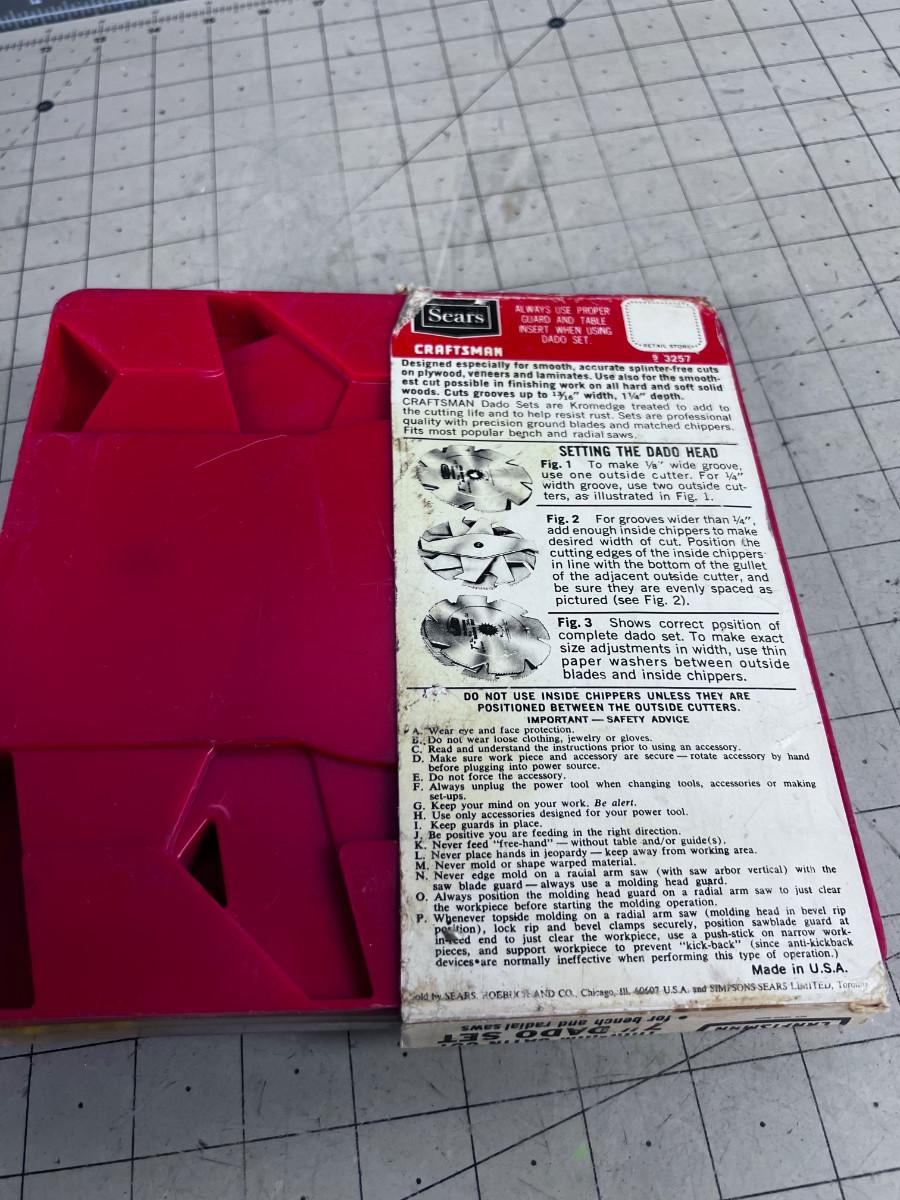 Sears
CRAFTSMAN
ALWAYS USE PROPER
GUARD AND TABLE
INSERT WHEN USING
DADO SET.
RETAIL STORE
9 3257
Designed especially for smooth, accurate splinter-free cuts
on plywood, veneers and laminates. Use also for the smooth-
est cut possible in finishing work on all hard and soft solid
woods. Cuts grooves up to 13/16" width, 1¼" depth.
CRAFTSMAN Dado Sets are Kromedge treated to add to
the cutting life and to help resist rust. Sets are professional
quality with precision ground blades and matched chippers.
Fits most popular bench and radial saws.
SETTING THE DADO HEAD
Fig. 1 To make ⅛" wide groove,
use one outside cutter. For ¼"
width groove, use two outside cut-
ters, as illustrated in Fig. 1.
Fig. 2 For grooves wider than ¼",
add enough inside chippers to make
desired width of cut. Position the
cutting edges of the inside chippers
in line with the bottom of the gullet
of the adjacent outside cutter, and
be sure they are evenly spaced as
pictured (see Fig. 2).
Fig. 3 Shows correct position of
complete dado set. To make exact
size adjustments in width, use thin
paper washers between outside
blades and inside chippers.
DO NOT USE INSIDE CHIPPERS UNLESS THEY ARE
POSITIONED BETWEEN THE OUTSIDE CUTTERS.
IMPORTANT — SAFETY ADVICE
A. Wear eye and face protection.
B. Do not wear loose clothing, jewelry or gloves.
C. Read and understand the instructions prior to using an accessory.
D. Make sure work piece and accessory are secure — rotate accessory by hand
before plugging into power source.
E. Do not force the accessory.
F. Always unplug the power tool when changing tools, accessories or making
set-ups.
G. Keep your mind on your work. Be alert.
H. Use only accessories designed for your power tool.
I. Keep guards in place.
J. Be positive you are feeding in the right direction.
K. Never feed "free-hand" — without table and/or guide(s).
L. Never place hands in jeopardy — keep away from working area.
M. Never mold or shape warped material.
N. Never edge mold on a radial arm saw (with saw arbor vertical) with the
saw blade guard — always use a molding head guard.
O. Always position the molding head guard on a radial arm saw to just clear
the workpiece before starting the molding operation.
P. Whenever topside molding on a radial arm saw (molding head in bevel rip
position), lock rip and bevel clamps securely, position sawblade guard at
in-feed end to just clear the workpiece, use a push-stick on narrow work-
pieces, and support workpiece to prevent "kick-back" (since anti-kickback
devices are normally ineffective when performing this type of operation.)
Made in U.S.A.
Sold by SEARS, ROEBUCK AND CO., Chicago, Ill. 60607 U.S.A. and SIMPSONS-SEARS LIMITED, Toronto
CRAFTSMAN
7" DADO SET
• for bench and radial saws